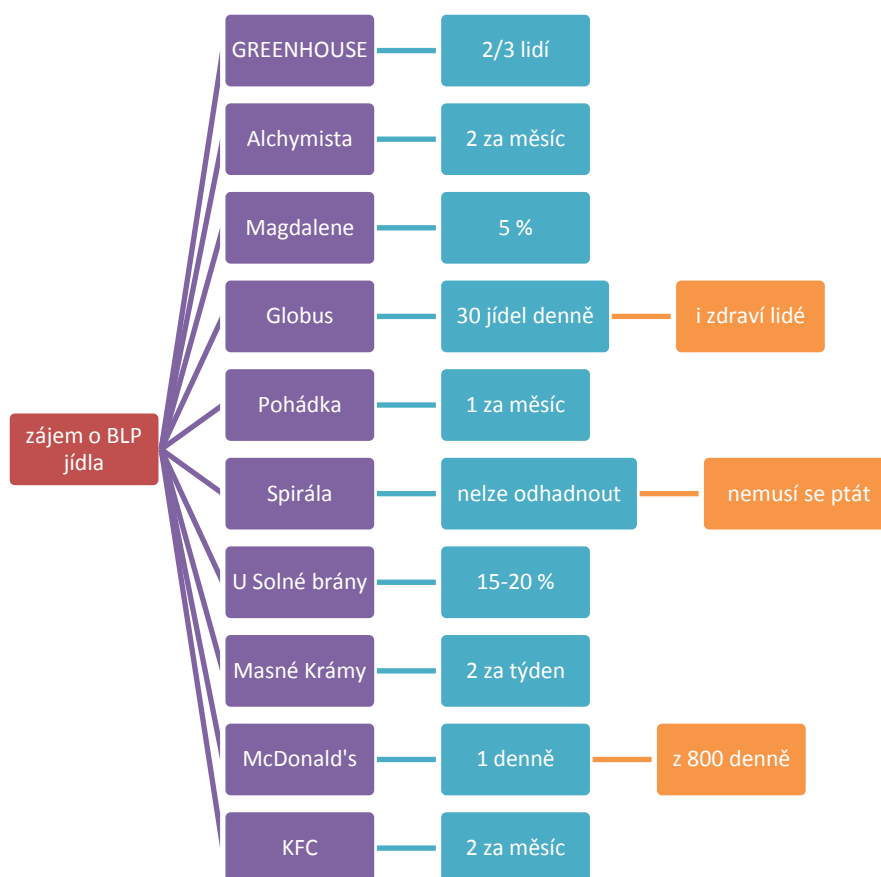 zájem o BLP
jídla
GREENHOUSE
2/3 lidí
Alchymista
2 za měsíc
Magdalene
5 %
Globus
30 jídel denně
i zdraví lidé
Pohádka
1 za měsíc
Spirála
nelze odhadnout
nemusí se ptát
U Solné brány
15-20 %
Masné Krámy
2 za týden
McDonald's
1 denně
z 800 denně
KFC
2 za měsíc